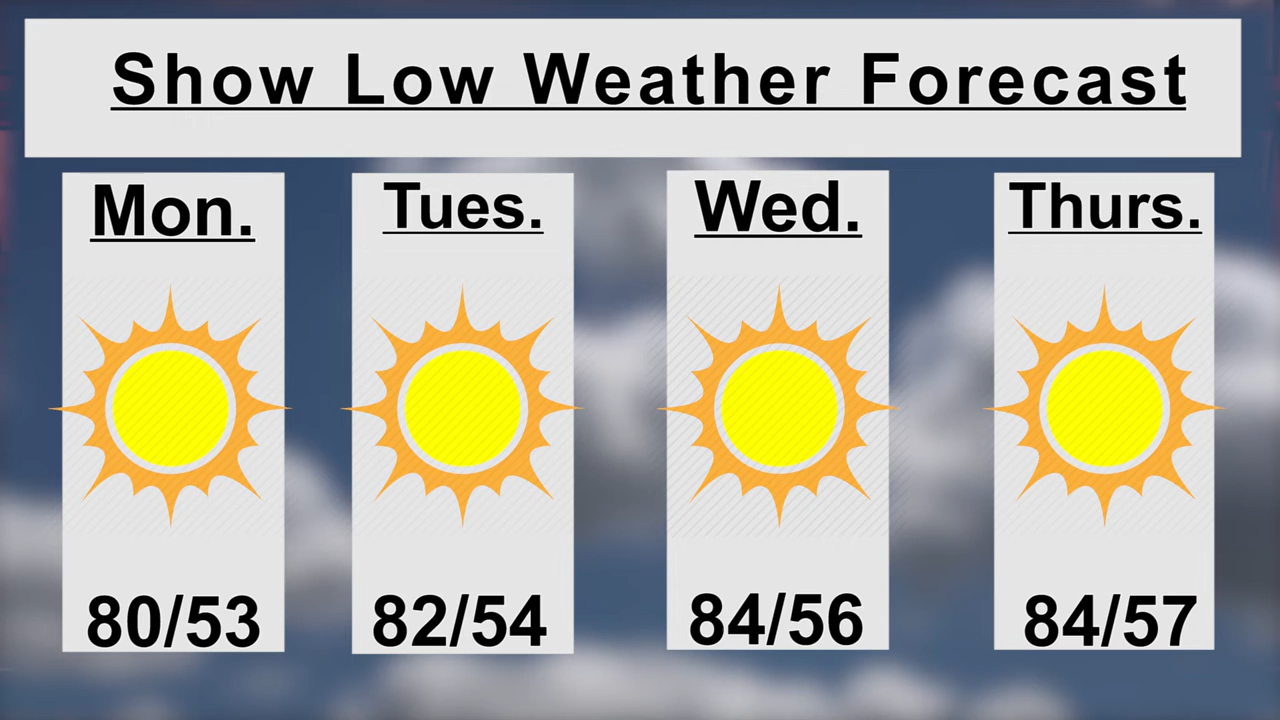 Show Low Weather Forecast
Mon.
Tues.
Wed.
Thurs.
80/53
82/54
84/56
84/57